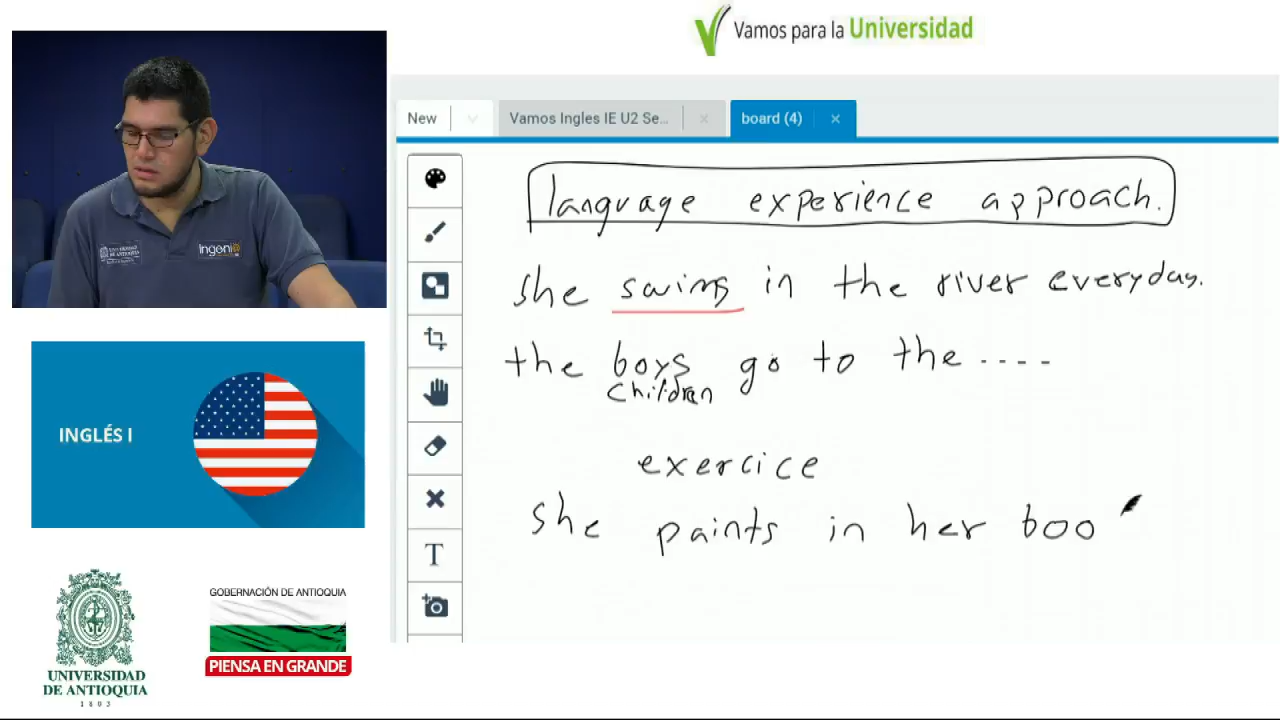 Vamos para la Universidad
New
Vamos Ingles IE U2 Se...
board (4)
language experience approach.
she swims in the river everyday.
the boys go to the ----
children
exercice
she paints in her boo
T
ingeni@
INGLÉS I
UNIVERSIDAD
DE ANTIOQUIA
1803
GOBERNACIÓN DE ANTIOQUIA
PIENSA EN GRANDE